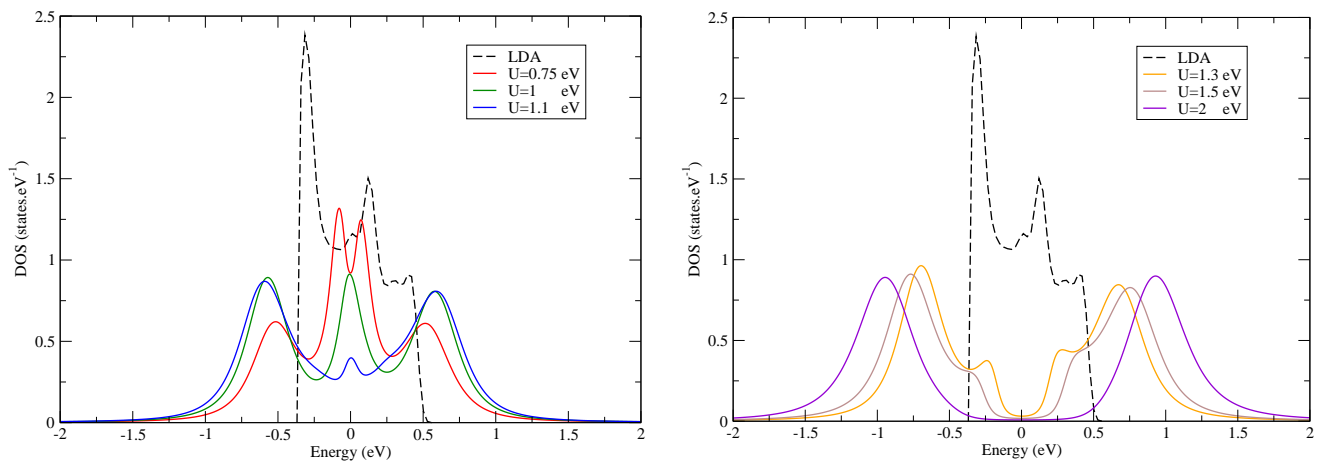 2.5
2
1.5
1
0.5
0
-2
-1.5
-1
-0.5
0
0.5
1
1.5
2
Energy (eV)
DOS (states.eV⁻¹)
LDA
U=0.75 eV
U=1 eV
U=1.1 eV
2.5
2
1.5
1
0.5
0
-2
-1.5
-1
-0.5
0
0.5
1
1.5
2
Energy (eV)
DOS (states.eV⁻¹)
LDA
U=1.3 eV
U=1.5 eV
U=2 eV